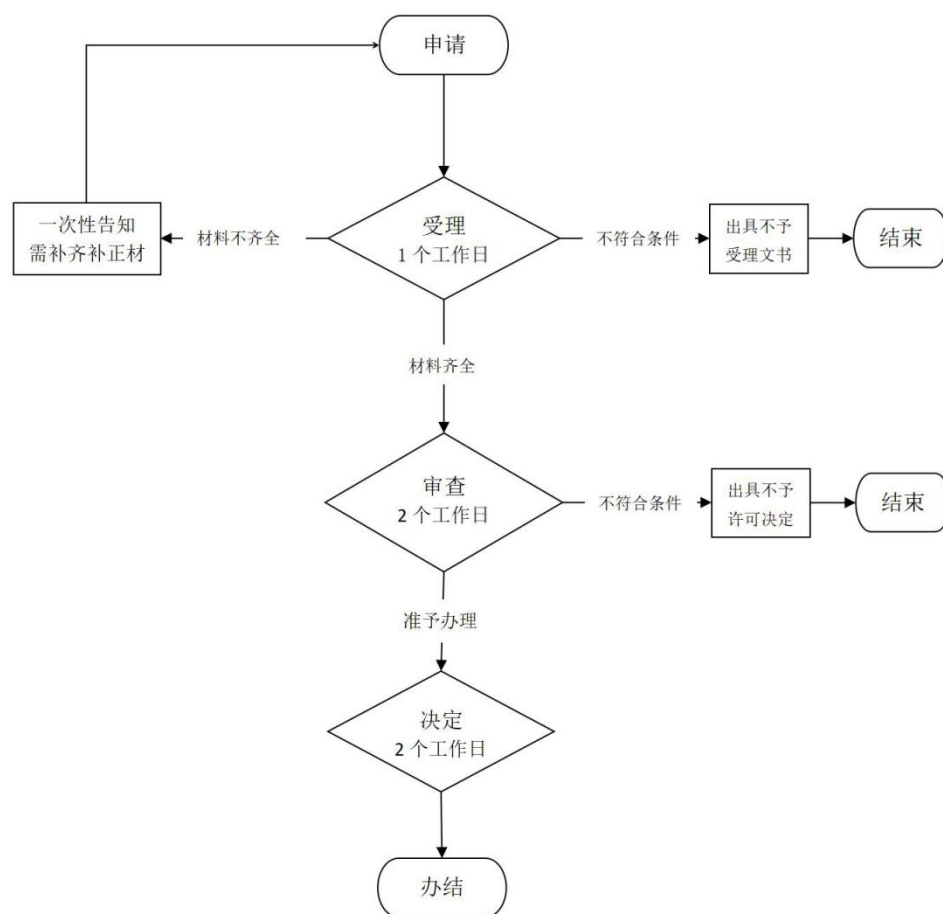 申请
一次性告知
需补齐补正材
材料不齐全
受理
1 个工作日
不符合条件
出具不予
受理文书
结束
材料齐全
审查
2 个工作日
不符合条件
出具不予
许可决定
结束
准予办理
决定
2 个工作日
办结